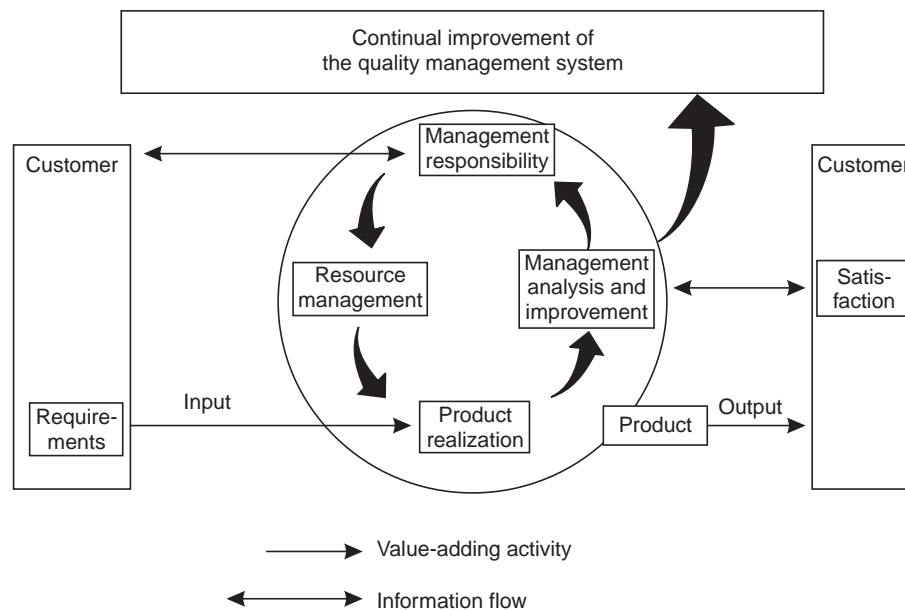 Continual improvement of
the quality management system
Customer
Management
responsibility
Customer
Resource
management
Management
analysis and
improvement
Satis-
faction
Require-
ments
Input
Product
realization
Product
Output
Value-adding activity
Information flow